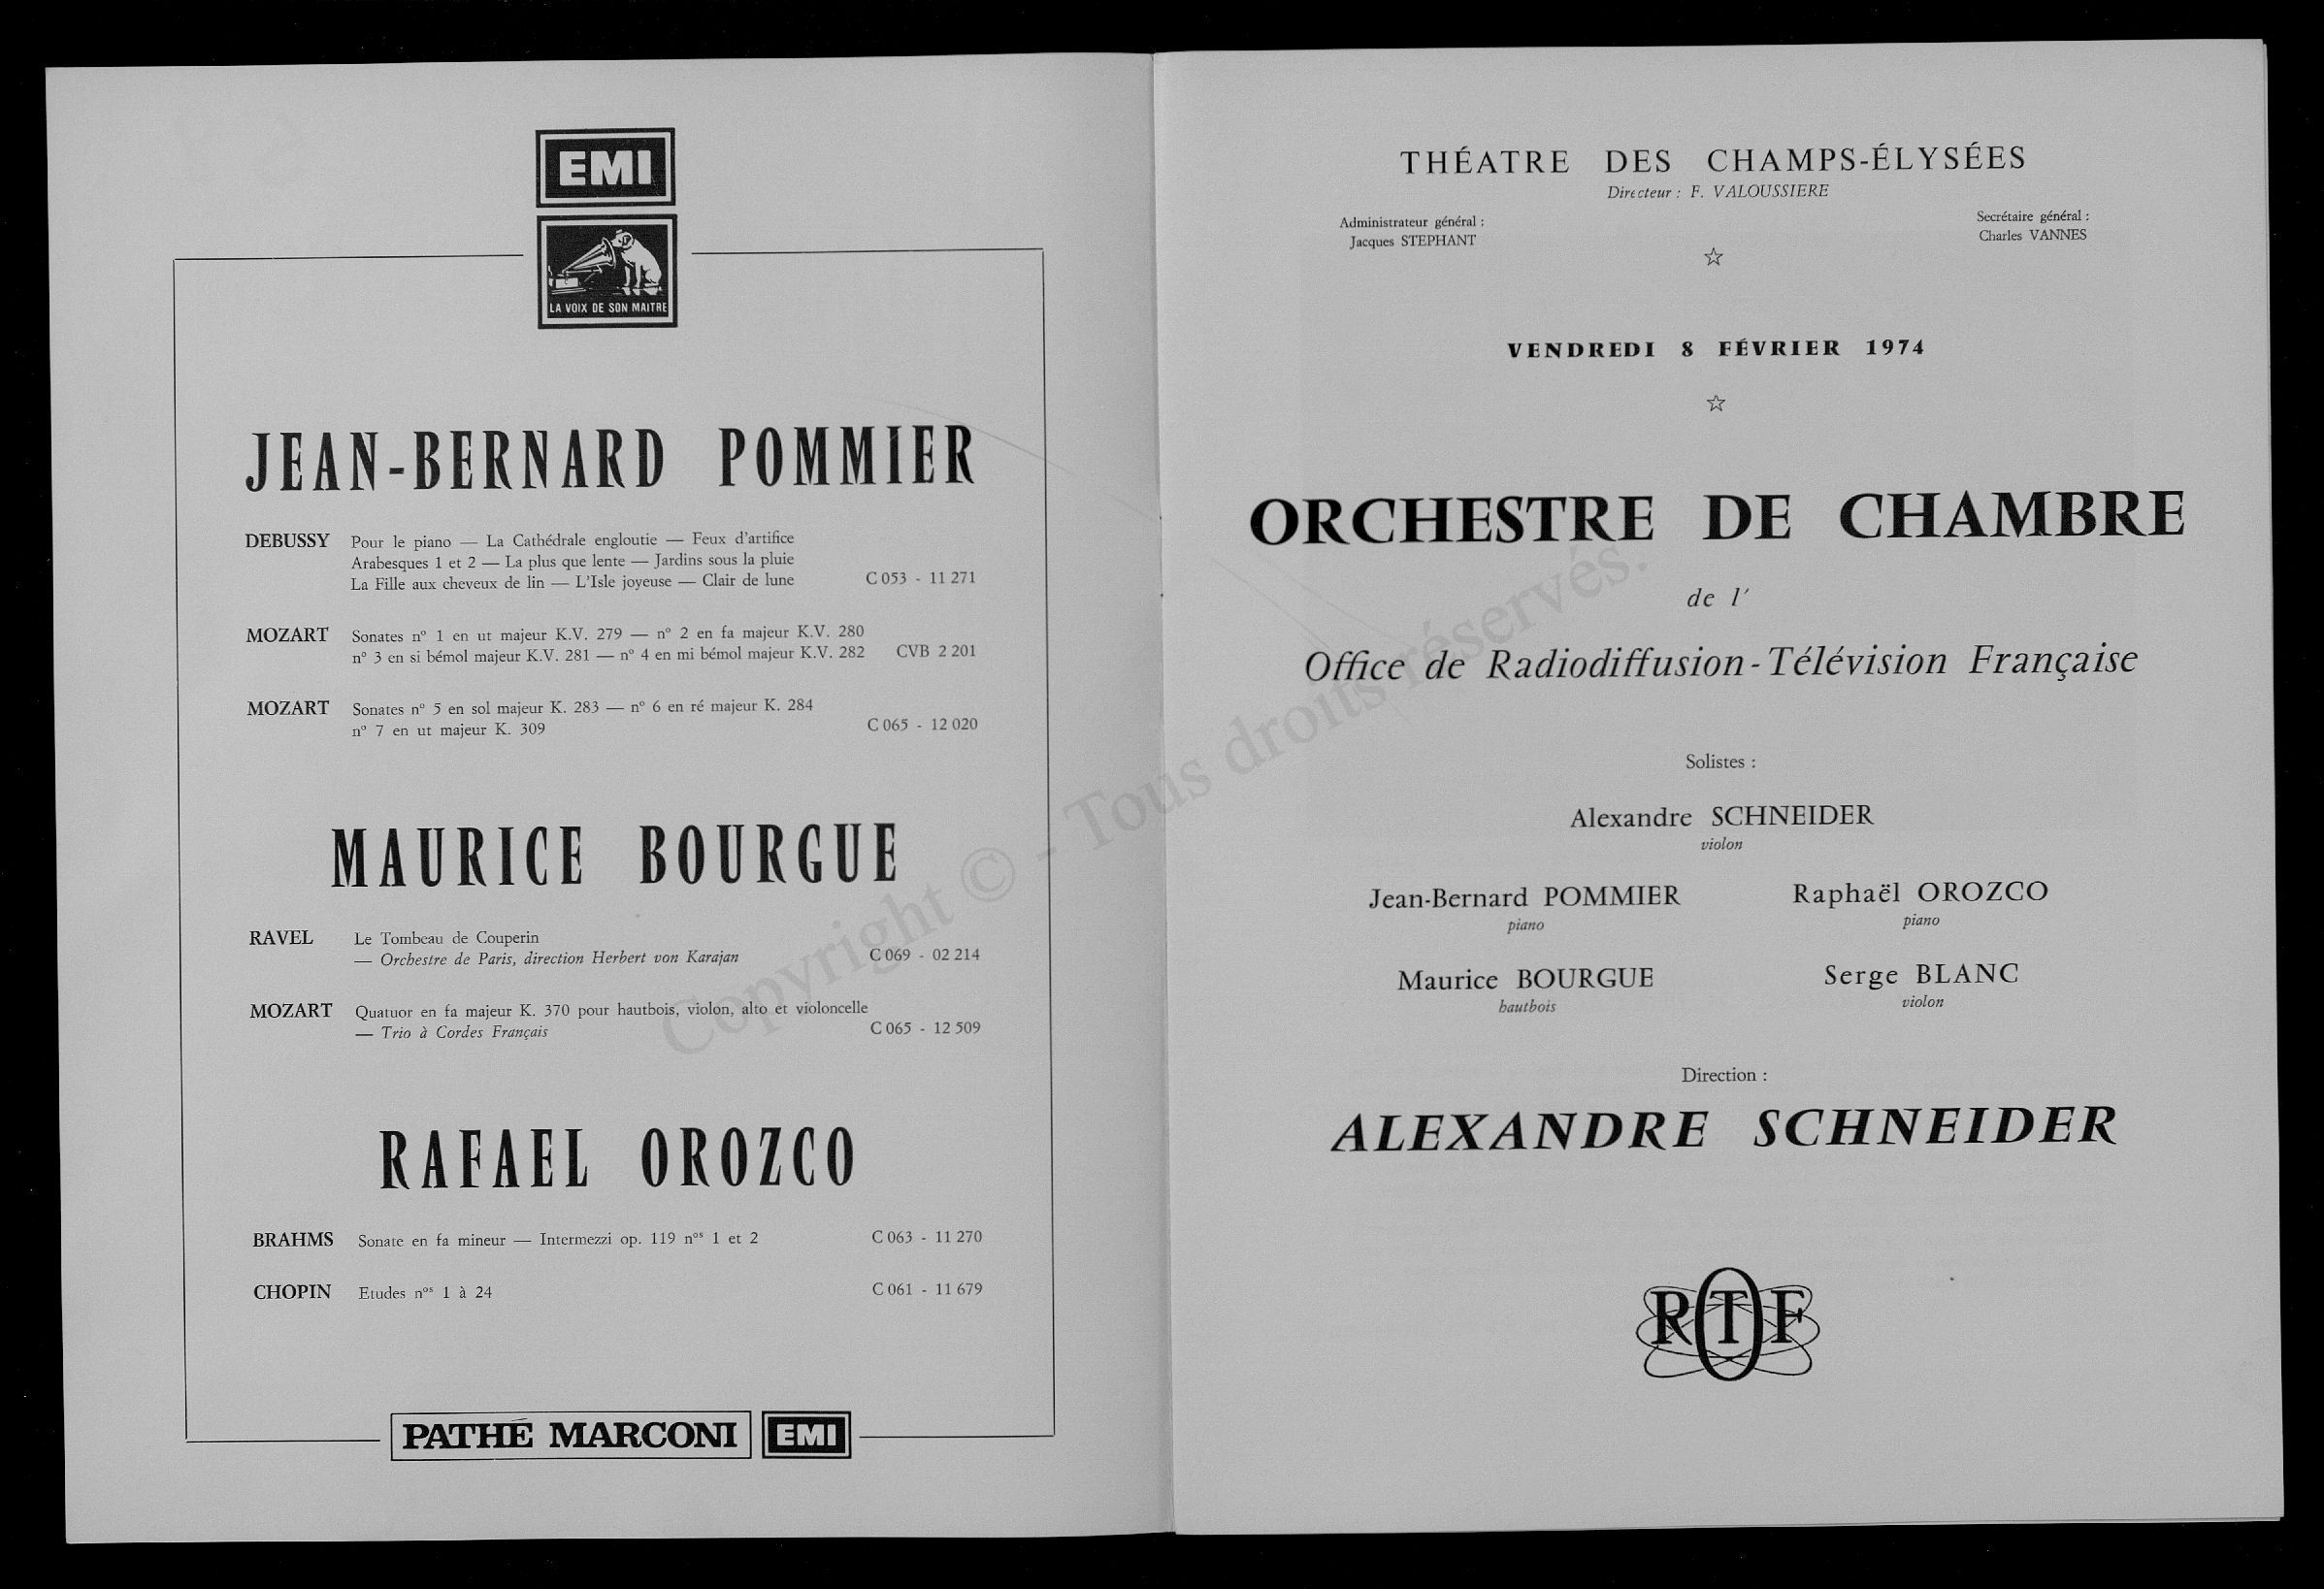 EMI
LA VOIX DE SON MAITRE
JEAN-BERNARD POMMIER
DEBUSSY Pour le piano — La Cathédrale engloutie — Feux d'artifice
Arabesques 1 et 2 — La plus que lente — Jardins sous la pluie
La Fille aux cheveux de lin — L'Isle joyeuse — Clair de lune C 053 - 11 271
MOZART Sonates nº 1 en ut majeur K.V. 279 — nº 2 en fa majeur K.V. 280
nº 3 en si bémol majeur K.V. 281 — nº 4 en mi bémol majeur K.V. 282 CVB 2 201
MOZART Sonates nº 5 en sol majeur K. 283 — nº 6 en ré majeur K. 284
nº 7 en ut majeur K. 309 C 065 - 12 020
MAURICE BOURGUE
RAVEL Le Tombeau de Couperin
— Orchestre de Paris, direction Herbert von Karajan C 069 - 02 214
MOZART Quatuor en fa majeur K. 370 pour hautbois, violon, alto et violoncelle
— Trio à Cordes Français C 065 - 12 509
RAFAEL OROZCO
BRAHMS Sonate en fa mineur — Intermezzi op. 119 nos 1 et 2 C 063 - 11 270
CHOPIN Etudes nos 1 à 24 C 061 - 11 679
PATHÉ MARCONI EMI
THÉATRE DES CHAMPS-ÉLYSÉES
Directeur : F. VALOUSSIERE
Administrateur général :
Jacques STEPHANT
Secrétaire général :
Charles VANNES
VENDREDI 8 FÉVRIER 1974
ORCHESTRE DE CHAMBRE
de l'
Office de Radiodiffusion-Télévision Française
Solistes :
Alexandre SCHNEIDER
violon
Jean-Bernard POMMIER
piano
Raphaël OROZCO
piano
Maurice BOURGUE
hautbois
Serge BLANC
violon
Direction :
ALEXANDRE SCHNEIDER
ORTF
Copyright © - Tous droits réservés.